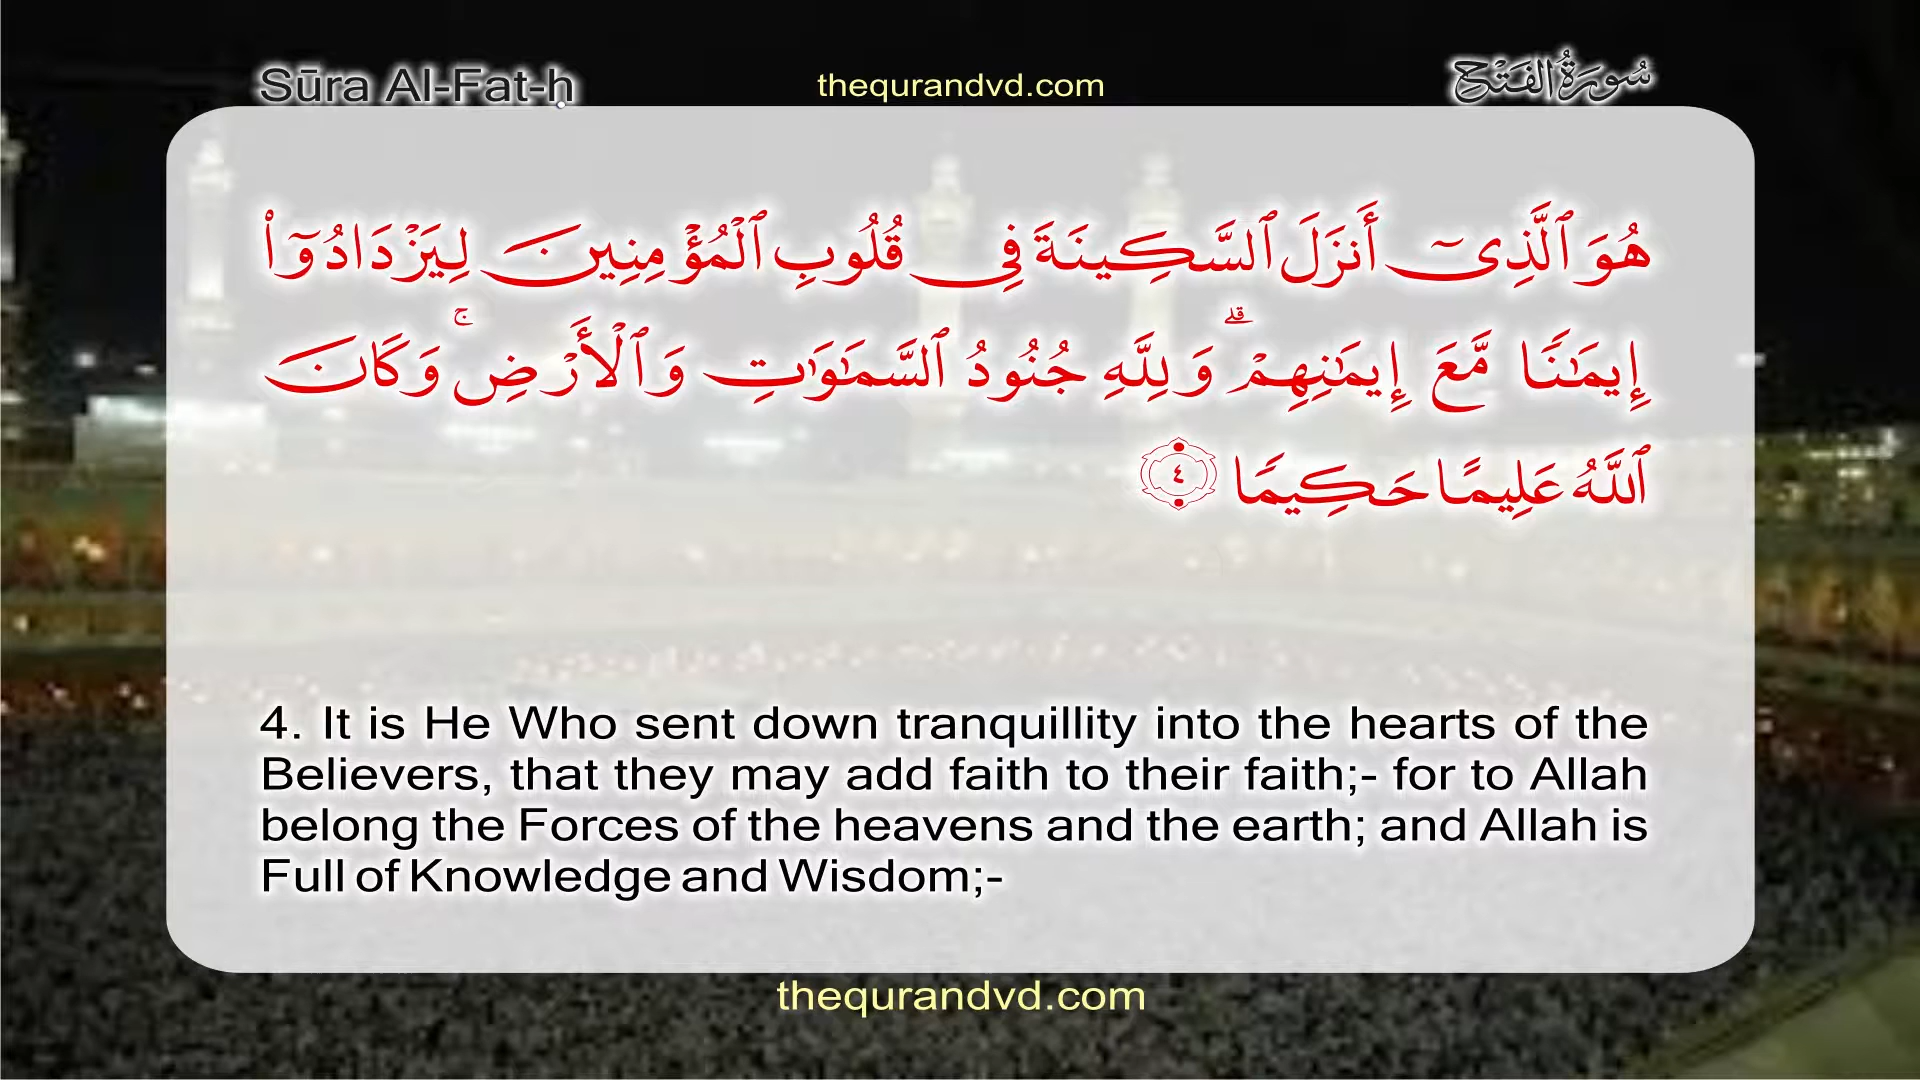 Sūra Al-Fat-ḥ
thequrandvd.com
سُورَةُ الفَتْح
هُوَ ٱلَّذِىٓ أَنزَلَ ٱلسَّكِينَةَ فِى قُلُوبِ ٱلْمُؤْمِنِينَ لِيَزْدَادُوٓا۟
إِيمَـٰنًا مَّعَ إِيمَـٰنِهِمْ ۗ وَلِلَّهِ جُنُودُ ٱلسَّمَـٰوَٰتِ وَٱلْأَرْضِ ۚ وَكَانَ
ٱللَّهُ عَلِيمًا حَكِيمًا ٤
4. It is He Who sent down tranquillity into the hearts of the
Believers, that they may add faith to their faith;- for to Allah
belong the Forces of the heavens and the earth; and Allah is
Full of Knowledge and Wisdom;-
thequrandvd.com